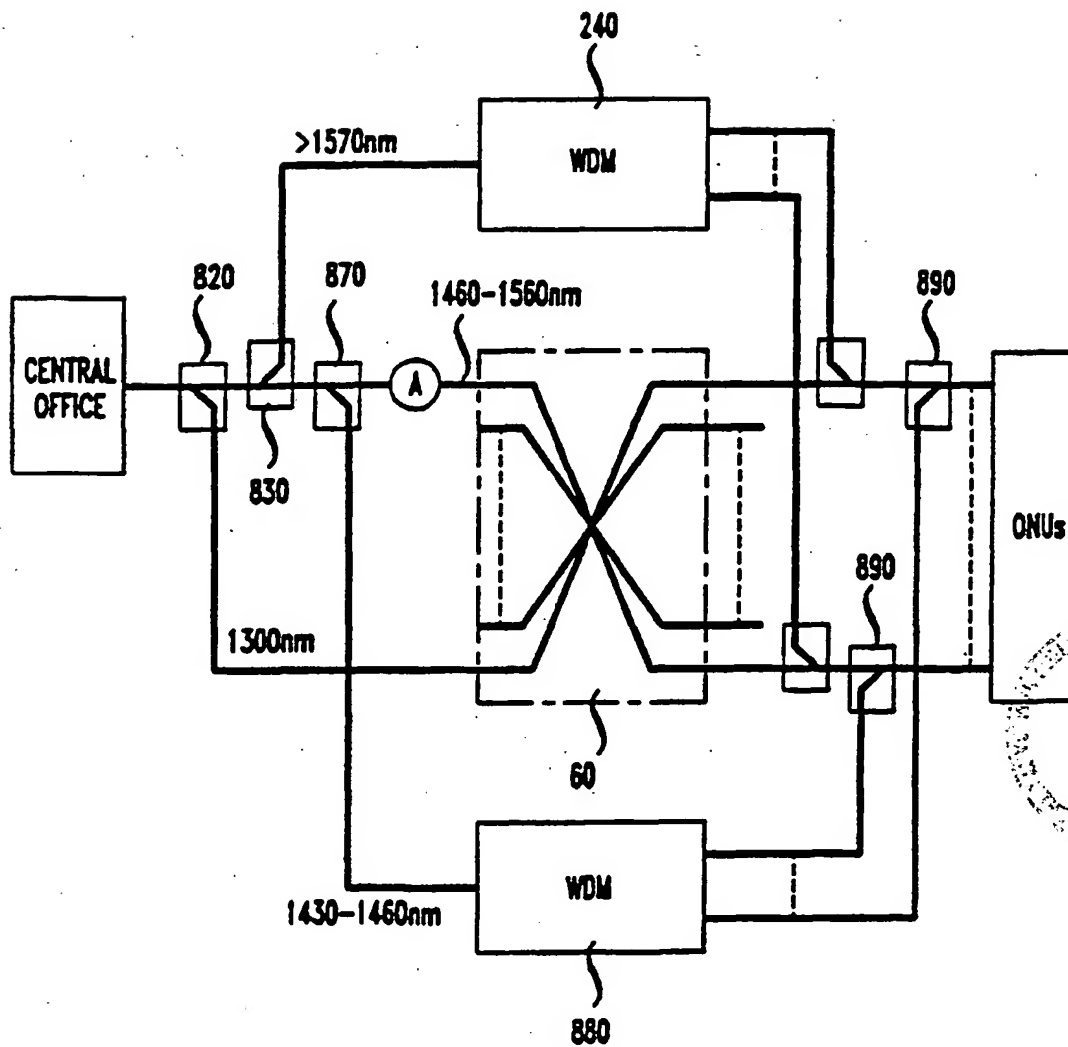 240
>1570nm
WDM
820
870
1460-1560nm
890
CENTRAL
OFFICE
A
830
ONUs
890
1300nm
60
WDM
1430-1460nm
880